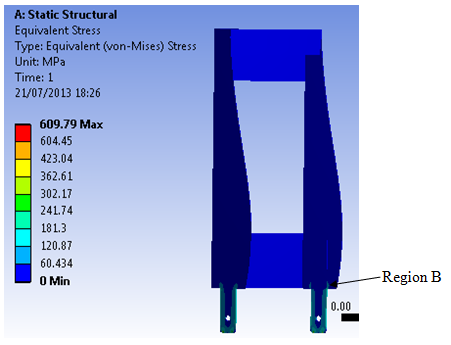 A: Static Structural
Equivalent Stress
Type: Equivalent (von-Mises) Stress
Unit: MPa
Time: 1
21/07/2013 18:26
609.79 Max
604.45
423.04
362.61
302.17
241.74
181.3
120.87
60.434
0 Min
Region B
0.00